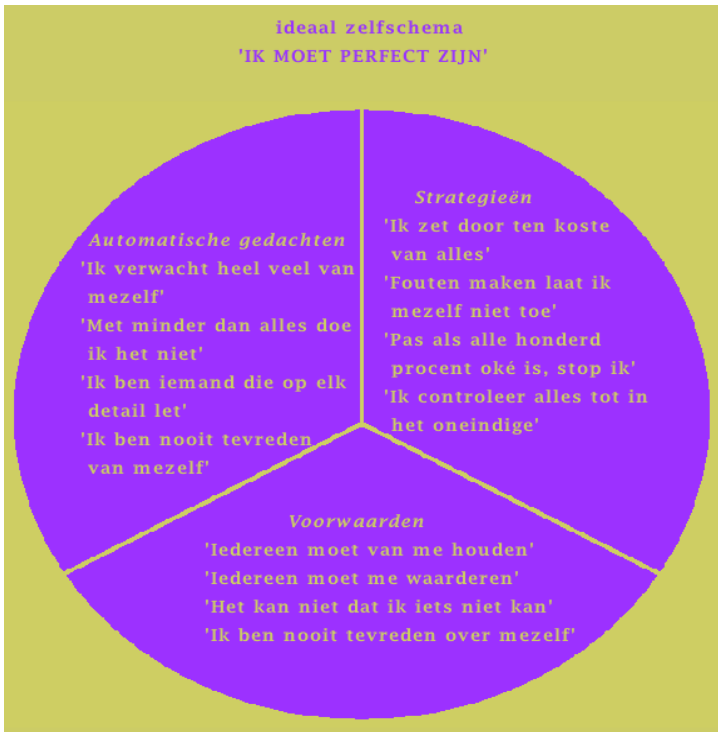 ideaal zelfschema
'IK MOET PERFECT ZIJN'
Automatische gedachten
'Ik verwacht heel veel van
mezelf'
'Met minder dan alles doe
ik het niet'
'Ik ben iemand die op elk
detail let'
'Ik ben nooit tevreden
van mezelf'
Strategieën
'Ik zet door ten koste
van alles'
'Fouten maken laat ik
mezelf niet toe'
'Pas als alle honderd
procent oké is, stop ik'
'Ik controleer alles tot in
het oneindige'
Voorwaarden
'Iedereen moet van me houden'
'Iedereen moet me waarderen'
'Het kan niet dat ik iets niet kan'
'Ik ben nooit tevreden over mezelf'